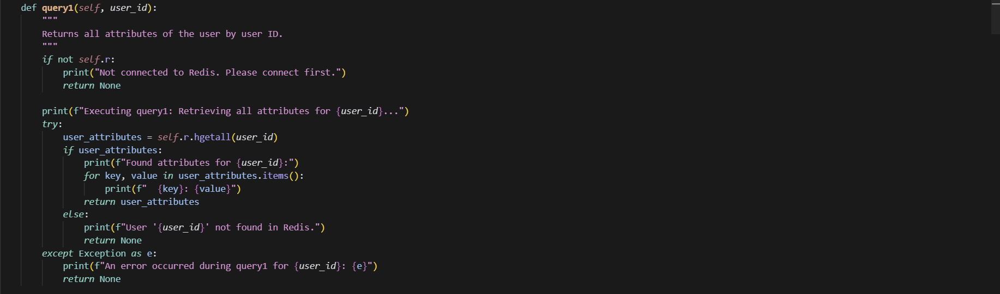 def query1(self, user_id):
    """
    Returns all attributes of the user by user ID.
    """
    if not self.r:
        print("Not connected to Redis. Please connect first.")
        return None

    print(f"Executing query1: Retrieving all attributes for {user_id}...")
    try:
        user_attributes = self.r.hgetall(user_id)
        if user_attributes:
            print(f"Found attributes for {user_id}:")
            for key, value in user_attributes.items():
                print(f"  {key}: {value}")
            return user_attributes
        else:
            print(f"User '{user_id}' not found in Redis.")
            return None
    except Exception as e:
        print(f"An error occurred during query1 for {user_id}: {e}")
        return None